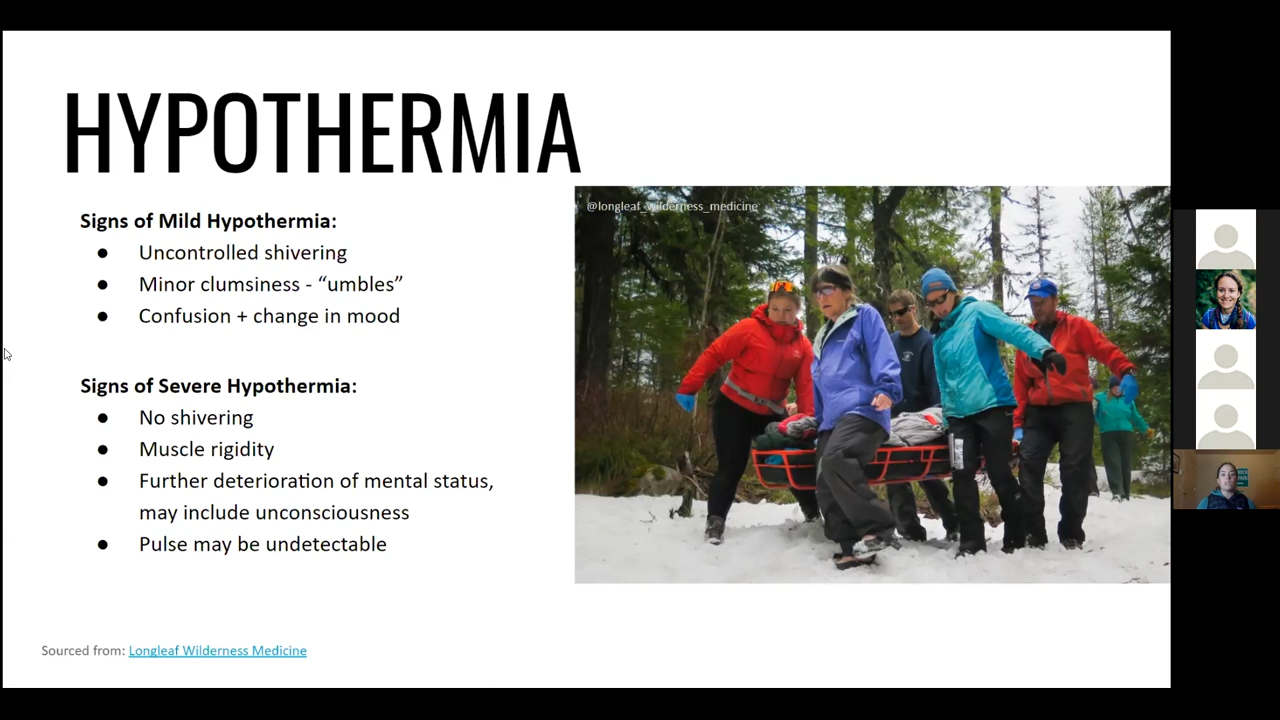 HYPOTHERMIA
@longleaf_wilderness_medicine
Signs of Mild Hypothermia:
● Uncontrolled shivering
● Minor clumsiness - “umbles”
● Confusion + change in mood
Signs of Severe Hypothermia:
● No shivering
● Muscle rigidity
● Further deterioration of mental status,
may include unconsciousness
● Pulse may be undetectable
Sourced from: Longleaf Wilderness Medicine